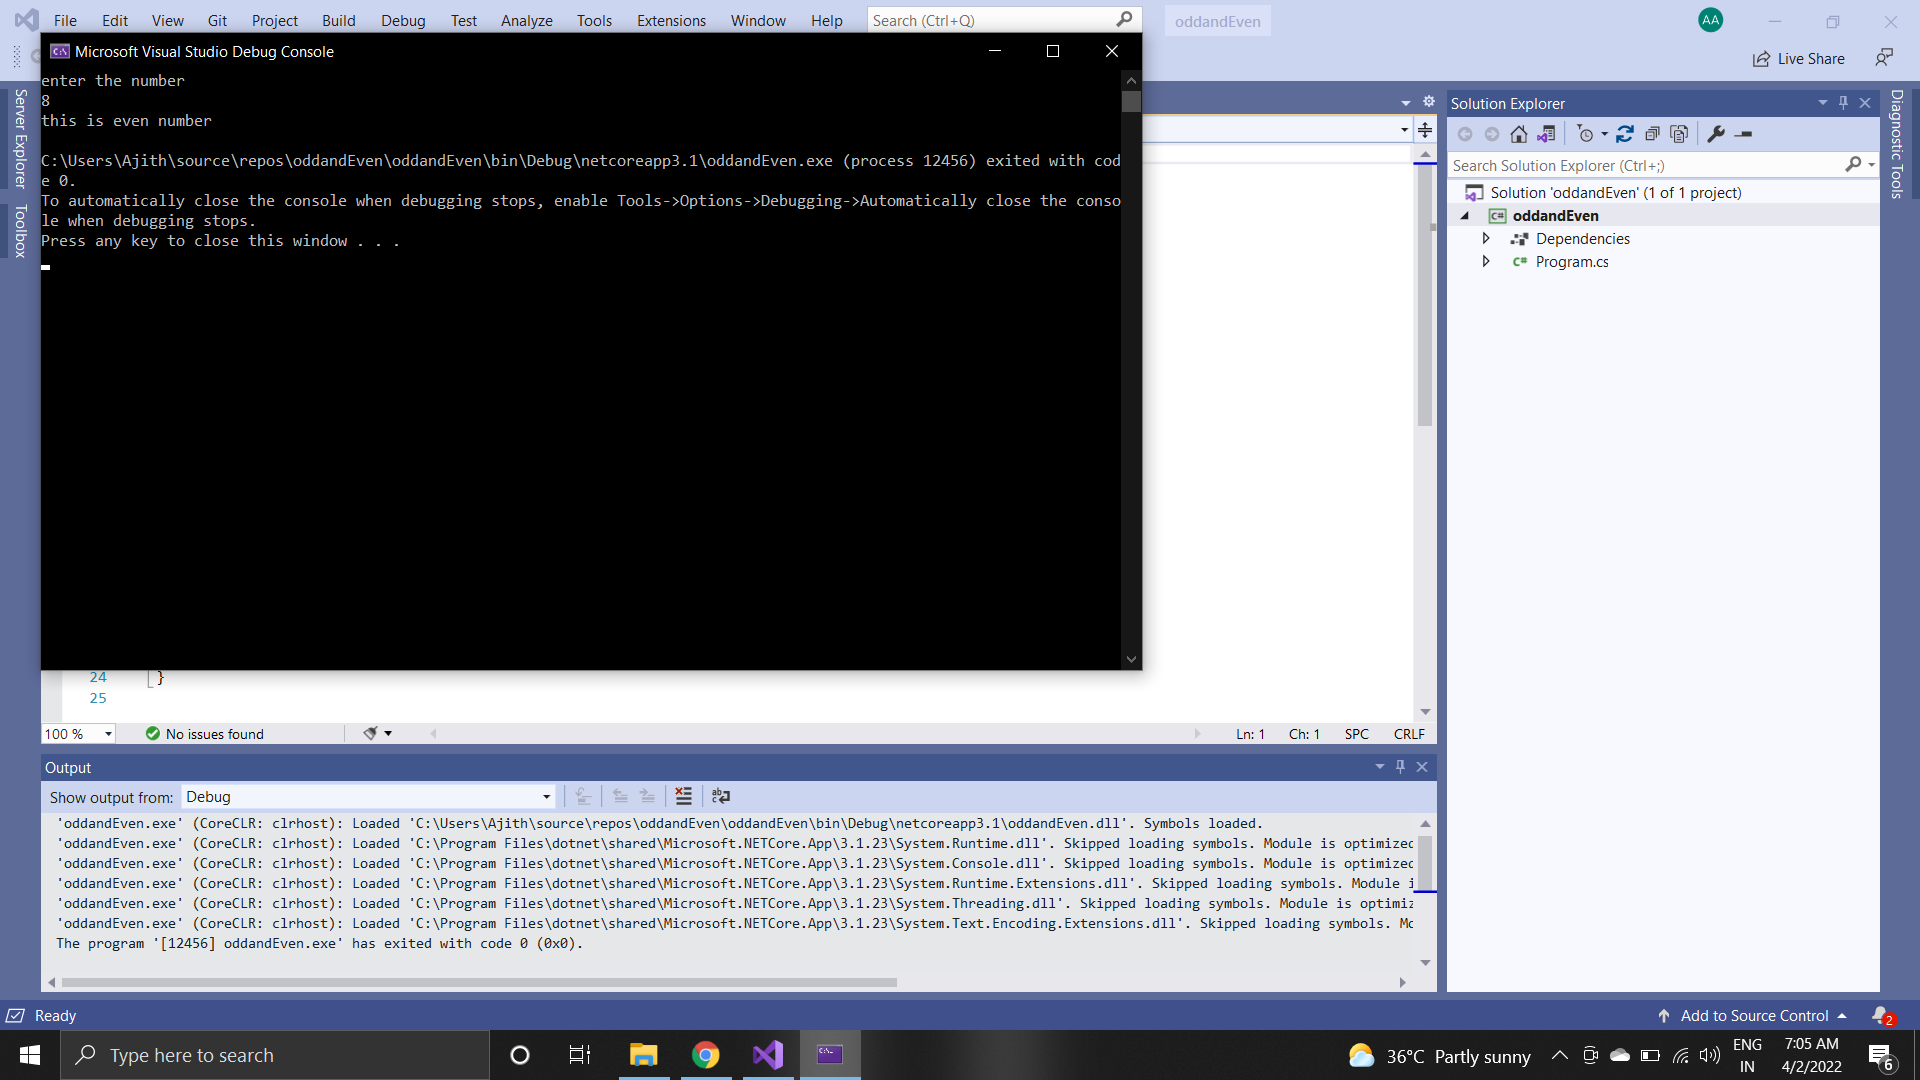 File Edit View Git Project Build Debug Test Analyze Tools Extensions Window Help Search (Ctrl+Q) oddandEven AA
Live Share
Microsoft Visual Studio Debug Console
enter the number
8
this is even number
C:\Users\Ajith\source\repos\oddandEven\oddandEven\bin\Debug\netcoreapp3.1\oddandEven.exe (process 12456) exited with cod
e 0.
To automatically close the console when debugging stops, enable Tools->Options->Debugging->Automatically close the conso
le when debugging stops.
Press any key to close this window . . .
Server Explorer
Toolbox
Solution Explorer
Search Solution Explorer (Ctrl+;)
Solution 'oddandEven' (1 of 1 project)
C# oddandEven
Dependencies
C# Program.cs
Diagnostic Tools
24 }
25
100 % No issues found Ln: 1 Ch: 1 SPC CRLF
Output
Show output from: Debug
'oddandEven.exe' (CoreCLR: clrhost): Loaded 'C:\Users\Ajith\source\repos\oddandEven\oddandEven\bin\Debug\netcoreapp3.1\oddandEven.dll'. Symbols loaded.
'oddandEven.exe' (CoreCLR: clrhost): Loaded 'C:\Program Files\dotnet\shared\Microsoft.NETCore.App\3.1.23\System.Runtime.dll'. Skipped loading symbols. Module is optimized
'oddandEven.exe' (CoreCLR: clrhost): Loaded 'C:\Program Files\dotnet\shared\Microsoft.NETCore.App\3.1.23\System.Console.dll'. Skipped loading symbols. Module is optimized
'oddandEven.exe' (CoreCLR: clrhost): Loaded 'C:\Program Files\dotnet\shared\Microsoft.NETCore.App\3.1.23\System.Runtime.Extensions.dll'. Skipped loading symbols. Module i
'oddandEven.exe' (CoreCLR: clrhost): Loaded 'C:\Program Files\dotnet\shared\Microsoft.NETCore.App\3.1.23\System.Threading.dll'. Skipped loading symbols. Module is optimiz
'oddandEven.exe' (CoreCLR: clrhost): Loaded 'C:\Program Files\dotnet\shared\Microsoft.NETCore.App\3.1.23\System.Text.Encoding.Extensions.dll'. Skipped loading symbols. Mo
The program '[12456] oddandEven.exe' has exited with code 0 (0x0).
Ready Add to Source Control 2
Type here to search 36°C Partly sunny ENG 7:05 AM
IN 4/2/2022 6